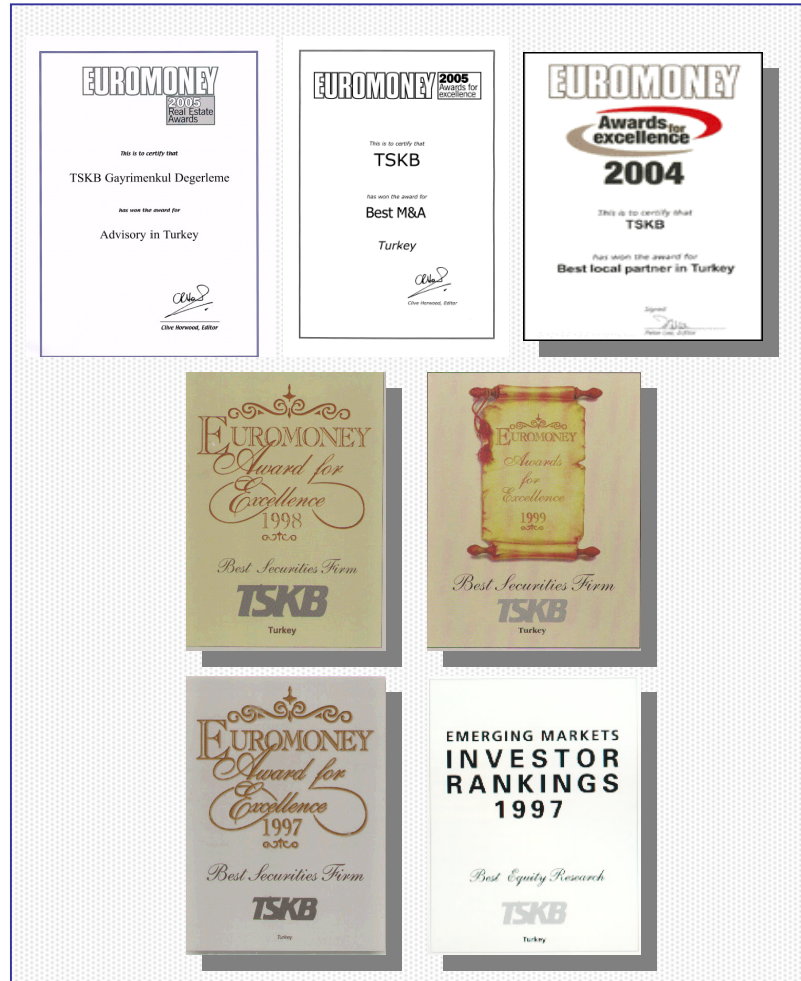 EUROMONEY
2005
Real Estate
Awards
This is to certify that
TSKB Gayrimenkul Degerleme
has won the award for
Advisory in Turkey
Clive Horwood, Editor
EUROMONEY
2005
Awards for
excellence
This is to certify that
TSKB
has won the award for
Best M&A
Turkey
Clive Horwood, Editor
EUROMONEY
Awards for
excellence
2004
This is to certify that
TSKB
has won the award for
Best local partner in Turkey
Signed
EUROMONEY
Award for
Excellence
1998
Best Securities Firm
TSKB
Turkey
EUROMONEY
Awards
for
Excellence
1999
Best Securities Firm
TSKB
Turkey
EUROMONEY
Award for
Excellence
1997
Best Securities Firm
TSKB
Turkey
EMERGING MARKETS
INVESTOR
RANKINGS
1997
Best Equity Research
TSKB
Turkey